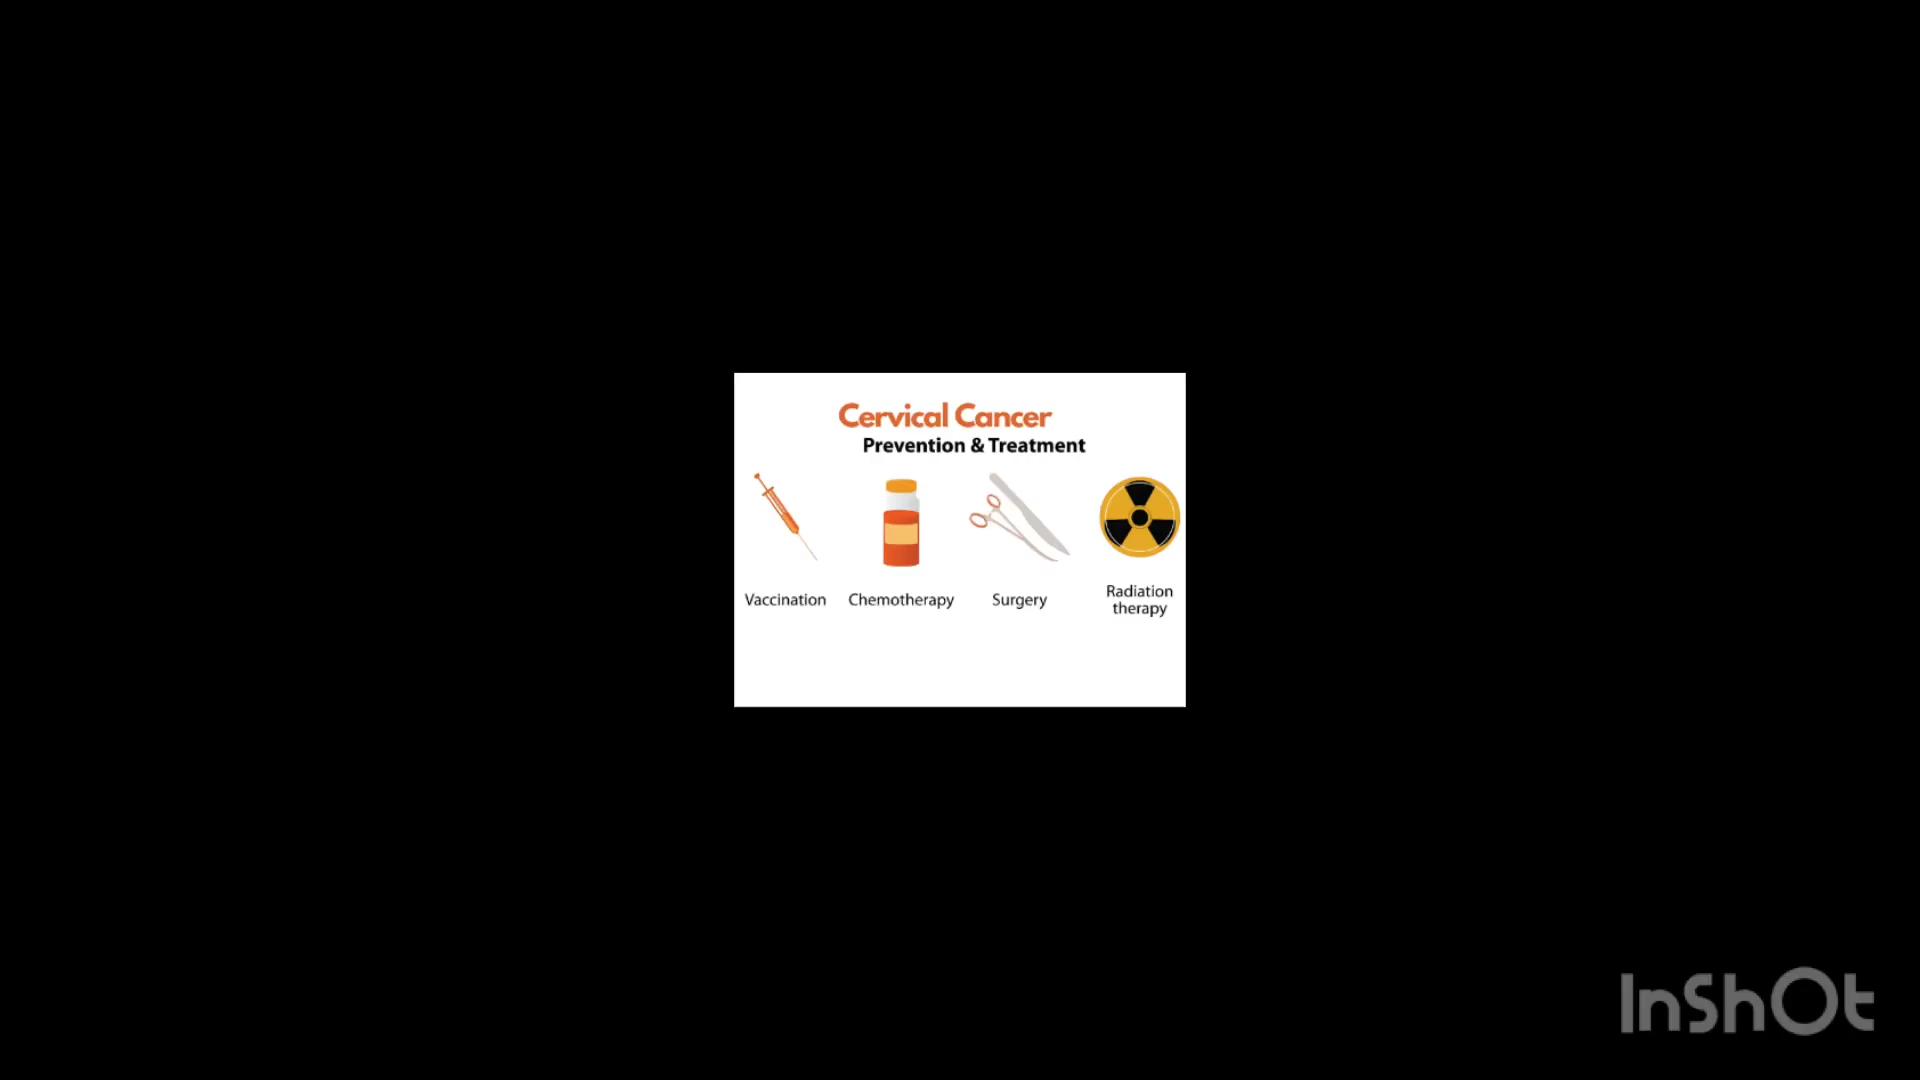 Cervical Cancer
Prevention & Treatment
Vaccination
Chemotherapy
Surgery
Radiation
therapy
InShOt